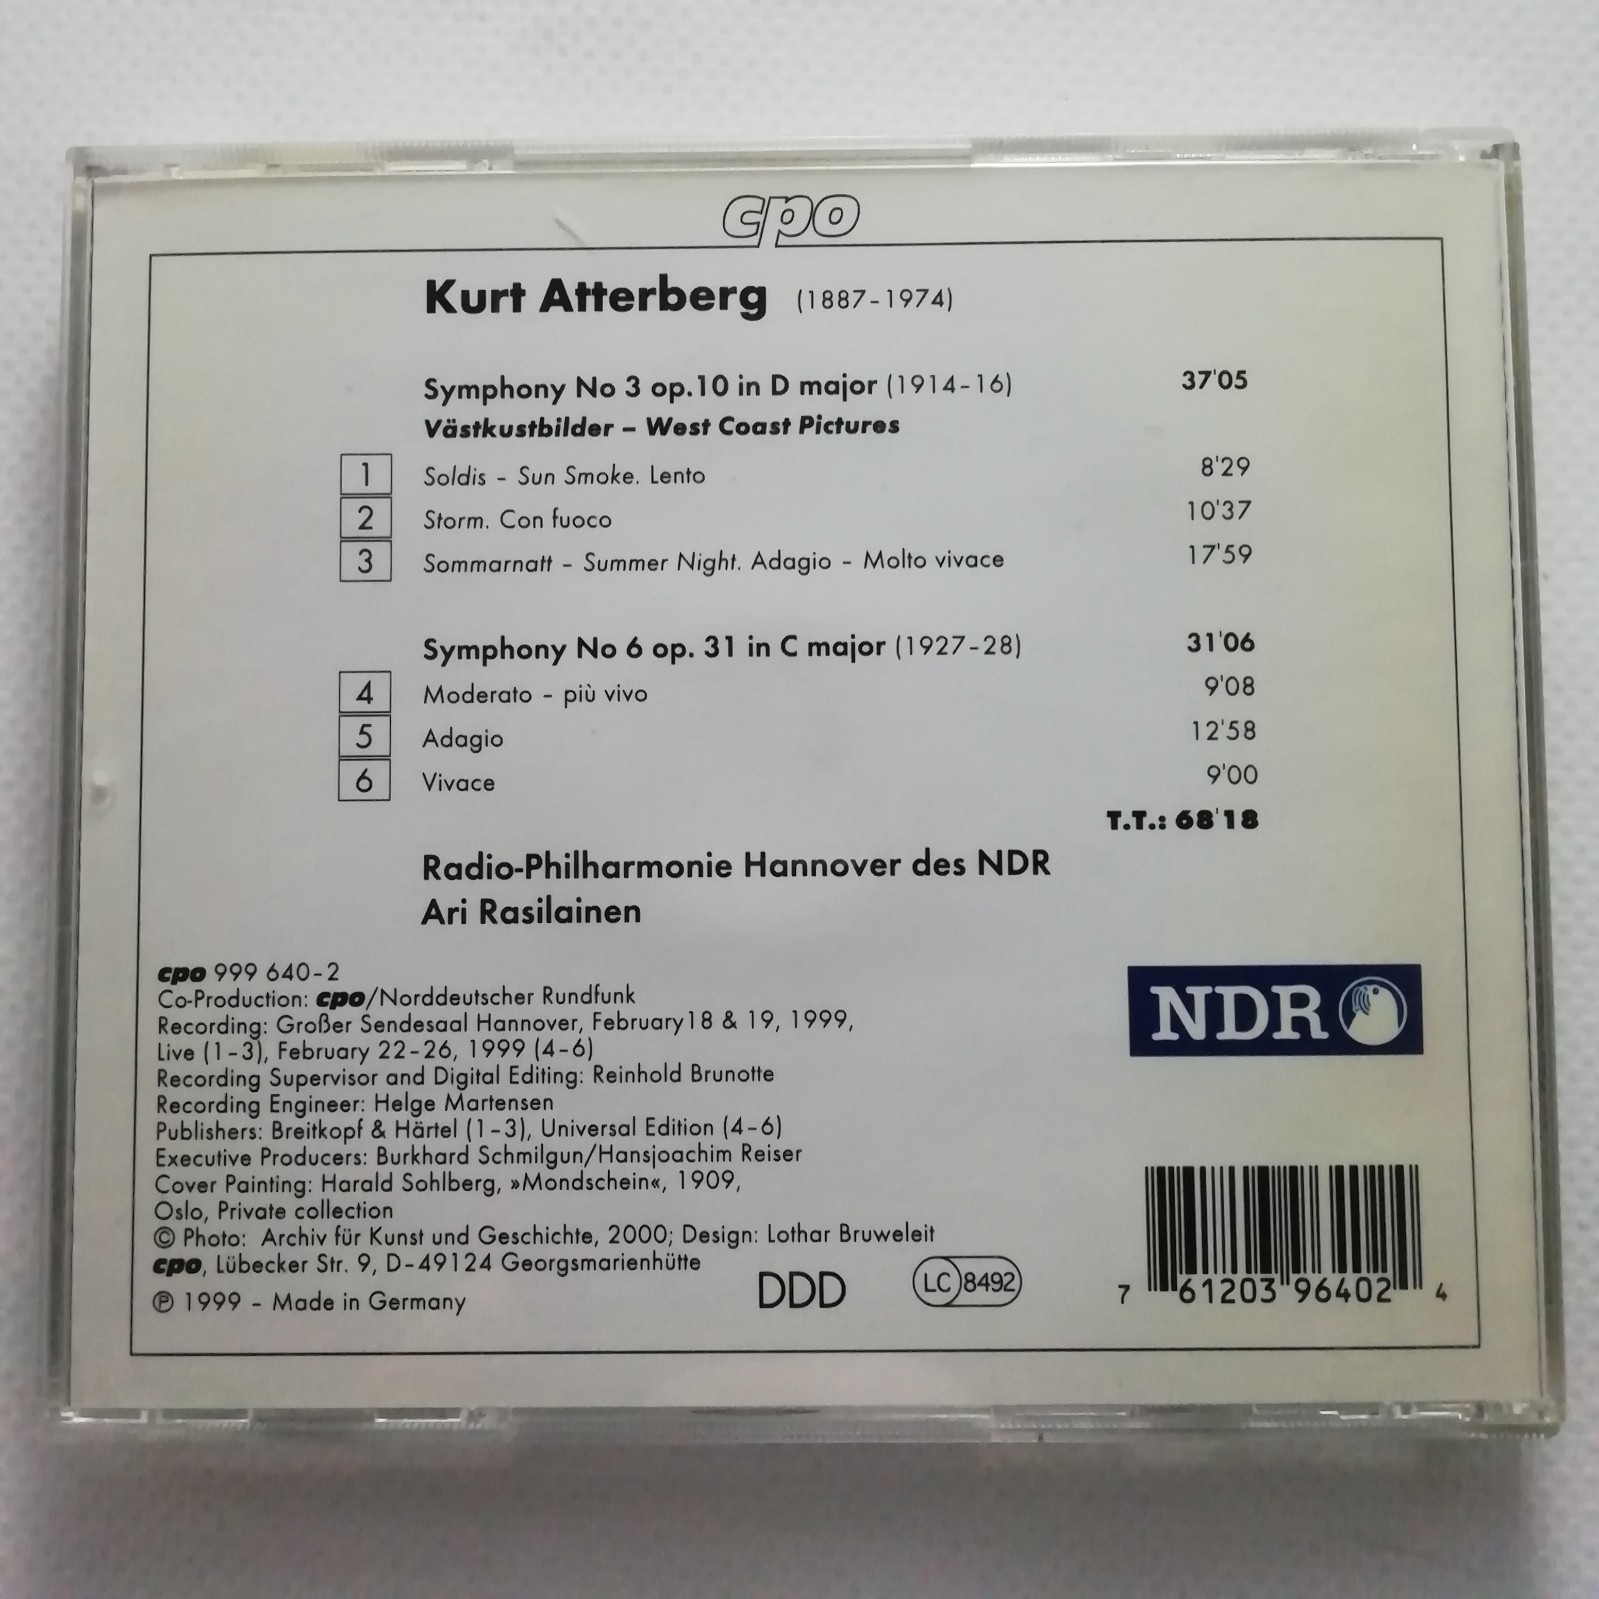 cpo
Kurt Atterberg (1887-1974)
Symphony No 3 op.10 in D major (1914-16) 37'05
Västkustbilder – West Coast Pictures
1 Soldis - Sun Smoke. Lento 8'29
2 Storm. Con fuoco 10'37
3 Sommarnatt - Summer Night. Adagio - Molto vivace 17'59
Symphony No 6 op. 31 in C major (1927-28) 31'06
4 Moderato - più vivo 9'08
5 Adagio 12'58
6 Vivace 9'00
T.T.: 68'18
Radio-Philharmonie Hannover des NDR
Ari Rasilainen
cpo 999 640-2
Co-Production: cpo/Norddeutscher Rundfunk
Recording: Großer Sendesaal Hannover, February18 & 19, 1999,
Live (1-3), February 22-26, 1999 (4-6)
Recording Supervisor and Digital Editing: Reinhold Brunotte
Recording Engineer: Helge Martensen
Publishers: Breitkopf & Härtel (1-3), Universal Edition (4-6)
Executive Producers: Burkhard Schmilgun/Hansjoachim Reiser
Cover Painting: Harald Sohlberg, »Mondschein«, 1909,
Oslo, Private collection
© Photo: Archiv für Kunst und Geschichte, 2000; Design: Lothar Bruweleit
cpo, Lübecker Str. 9, D-49124 Georgsmarienhütte
℗ 1999 - Made in Germany
DDD
LC 8492
NDR
7 61203 96402 4